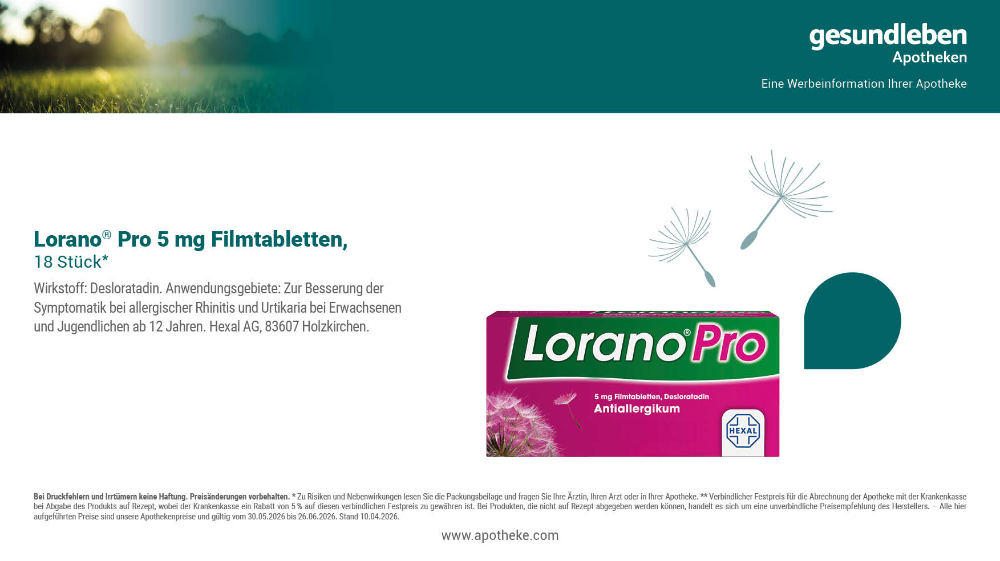 gesundleben
Apotheken
Eine Werbeinformation Ihrer Apotheke
Lorano® Pro 5 mg Filmtabletten,
18 Stück*
Wirkstoff: Desloratadin. Anwendungsgebiete: Zur Besserung der
Symptomatik bei allergischer Rhinitis und Urtikaria bei Erwachsenen
und Jugendlichen ab 12 Jahren. Hexal AG, 83607 Holzkirchen.
Lorano® Pro
5 mg Filmtabletten, Desloratadin
Antiallergikum
HEXAL
Bei Druckfehlern und Irrtümern keine Haftung. Preisänderungen vorbehalten. * Zu Risiken und Nebenwirkungen lesen Sie die Packungsbeilage und fragen Sie Ihre Ärztin, Ihren Arzt oder in Ihrer Apotheke. ** Verbindlicher Festpreis für die Abrechnung der Apotheke mit der Krankenkasse
bei Abgabe des Produkts auf Rezept, wobei der Krankenkasse ein Rabatt von 5 % auf diesen verbindlichen Festpreis zu gewähren ist. Bei Produkten, die nicht auf Rezept abgegeben werden können, handelt es sich um eine unverbindliche Preisempfehlung des Herstellers. – Alle hier
aufgeführten Preise sind unsere Apothekenpreise und gültig vom 30.05.2026 bis 26.06.2026. Stand 10.04.2026.
www.apotheke.com